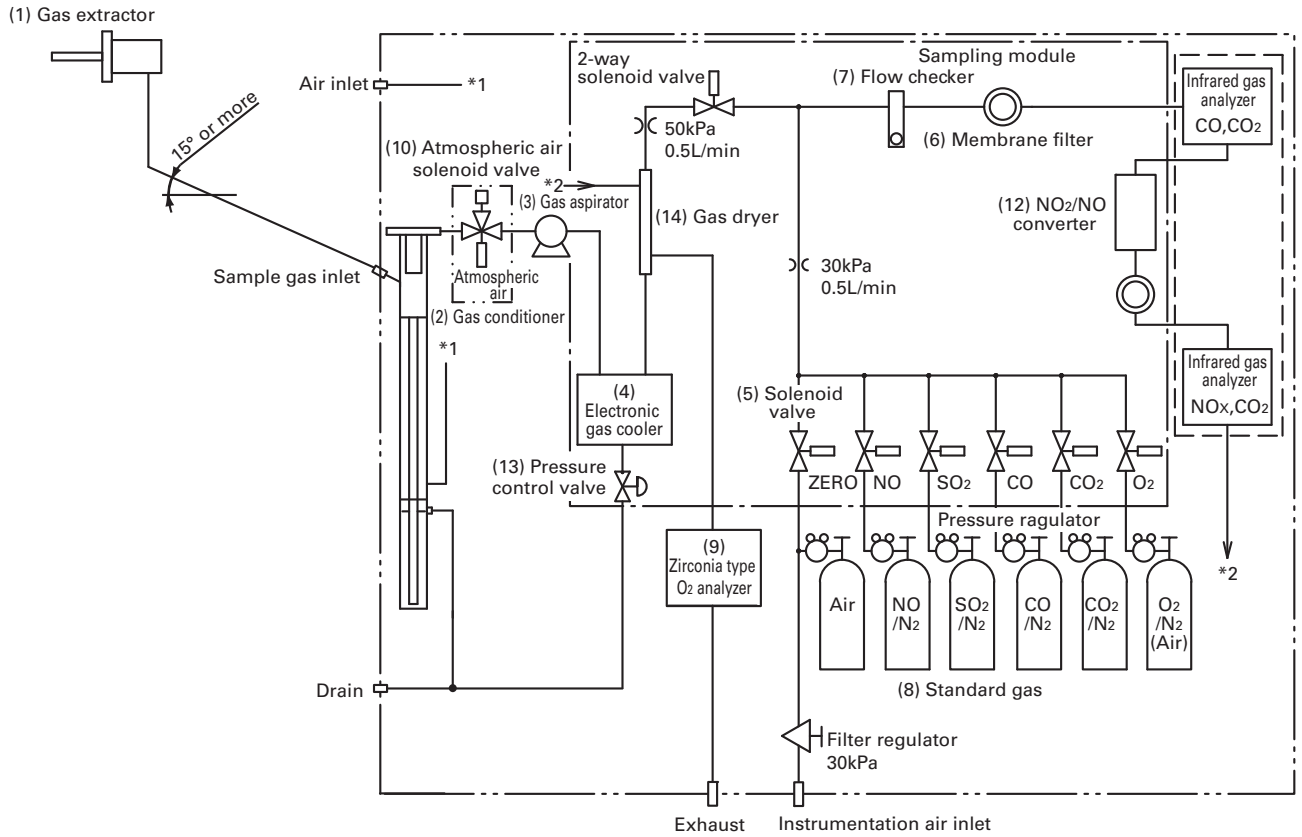 (1) Gas extractor
15° or more
Air inlet
*1
2-way
solenoid valve
Sampling module
(7) Flow checker
(6) Membrane filter
Infrared gas
analyzer
CO,CO2
50kPa
0.5L/min
(10) Atmospheric air
solenoid valve
*2
(3) Gas aspirator
(14) Gas dryer
(12) NO2/NO
converter
Sample gas inlet
Atmospheric
air
(2) Gas conditioner
*1
30kPa
0.5L/min
Infrared gas
analyzer
NOX,CO2
(4)
Electronic
gas cooler
(5) Solenoid
valve
(13) Pressure
control valve
ZERO
NO
SO2
CO
CO2
O2
Pressure ragulator
(9)
Zirconia type
O2 analyzer
*2
Air
NO
/N2
SO2
/N2
CO
/N2
CO2
/N2
O2
/N2
(Air)
(8) Standard gas
Drain
Filter regulator
30kPa
Exhaust
Instrumentation air inlet